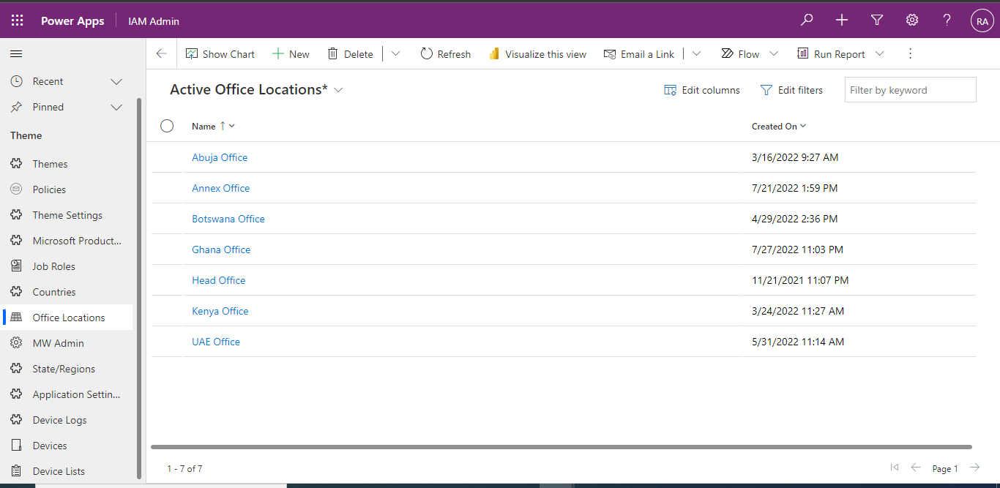 Power Apps IAM Admin RA
Show Chart New Delete Refresh Visualize this view Email a Link Flow Run Report
Recent
Pinned
Theme
Themes
Policies
Theme Settings
Microsoft Product...
Job Roles
Countries
Office Locations
MW Admin
State/Regions
Application Settin...
Device Logs
Devices
Device Lists
Active Office Locations* Edit columns Edit filters Filter by keyword
Name Created On
Abuja Office 3/16/2022 9:27 AM
Annex Office 7/21/2022 1:59 PM
Botswana Office 4/29/2022 2:36 PM
Ghana Office 7/27/2022 11:03 PM
Head Office 11/21/2021 11:07 PM
Kenya Office 3/24/2022 11:27 AM
UAE Office 5/31/2022 11:14 AM
1 - 7 of 7 Page 1